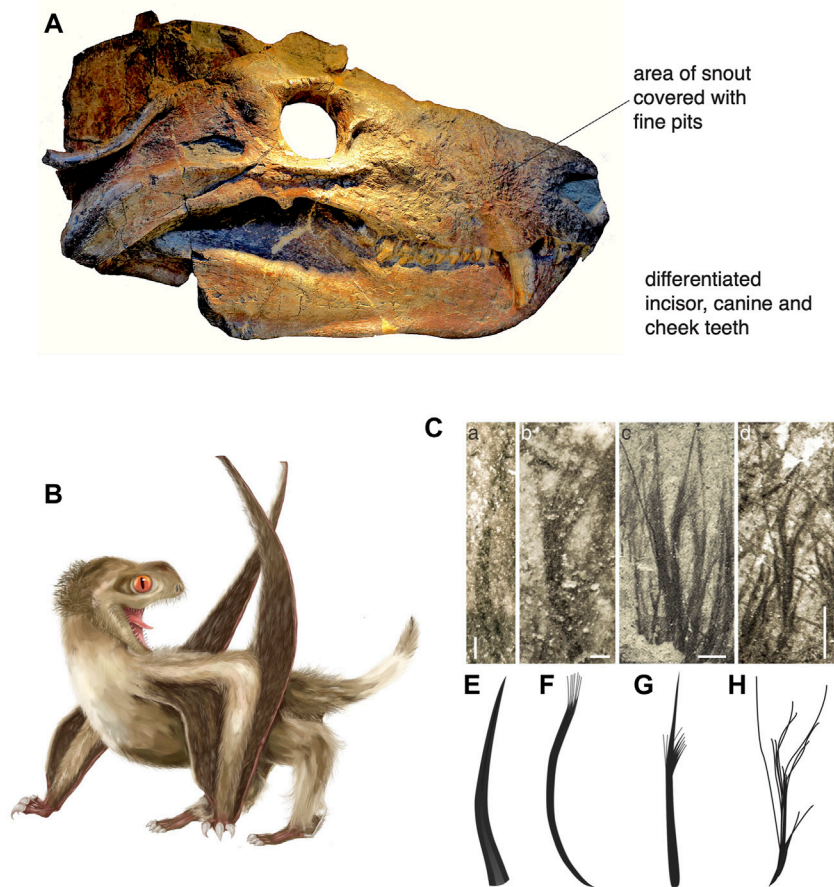 A
area of snout
covered with
fine pits
differentiated
incisor, canine and
cheek teeth
B
C
a b c d
E F G H